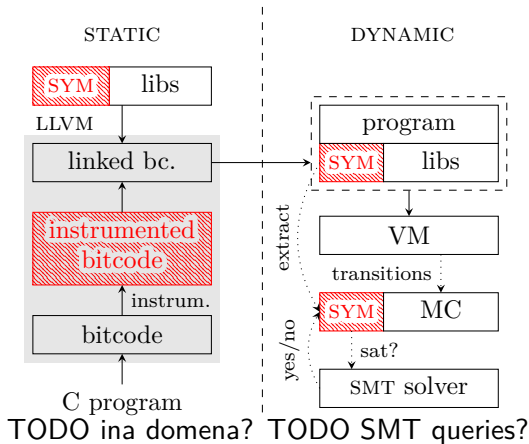 STATIC
SYM libs
LLVM
linked bc.
instrumented
bitcode
instrum.
bitcode
C program
TODO ina domena?
DYNAMIC
program
SYM libs
extract
VM
transitions
SYM MC
yes/no
sat?
SMT solver
TODO SMT queries?